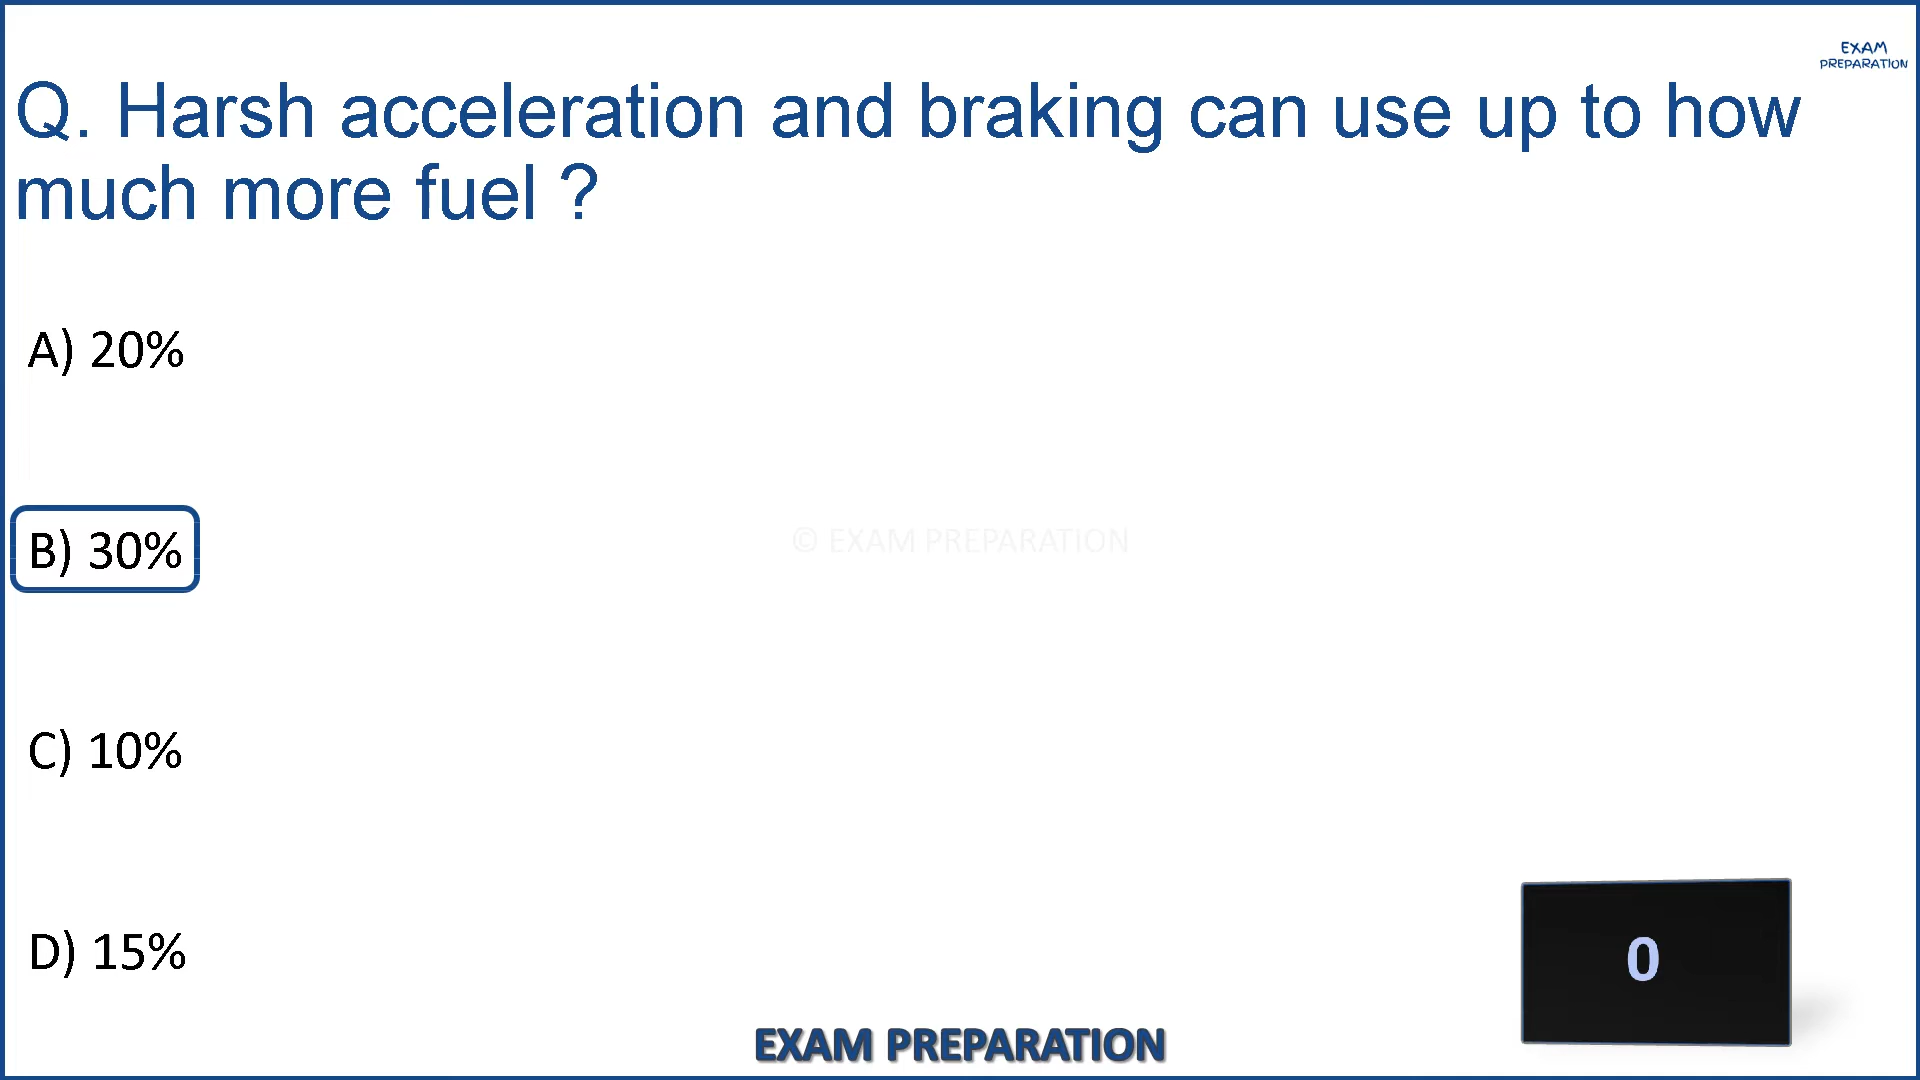 EXAM
PREPARATION
Q. Harsh acceleration and braking can use up to how
much more fuel ?
A) 20%
B) 30%
© EXAM PREPARATION
C) 10%
D) 15%
0
EXAM PREPARATION